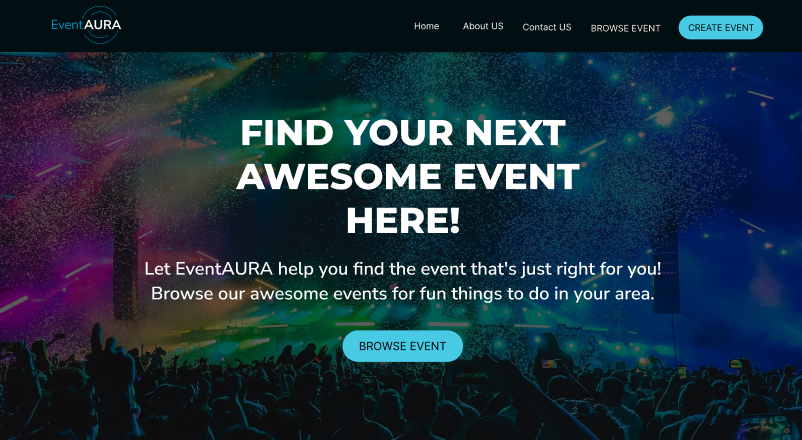 EventAURA
Home
About US
Contact US
BROWSE EVENT
CREATE EVENT
FIND YOUR NEXT
AWESOME EVENT
HERE!
Let EventAURA help you find the event that's just right for you!
Browse our awesome events for fun things to do in your area.
BROWSE EVENT